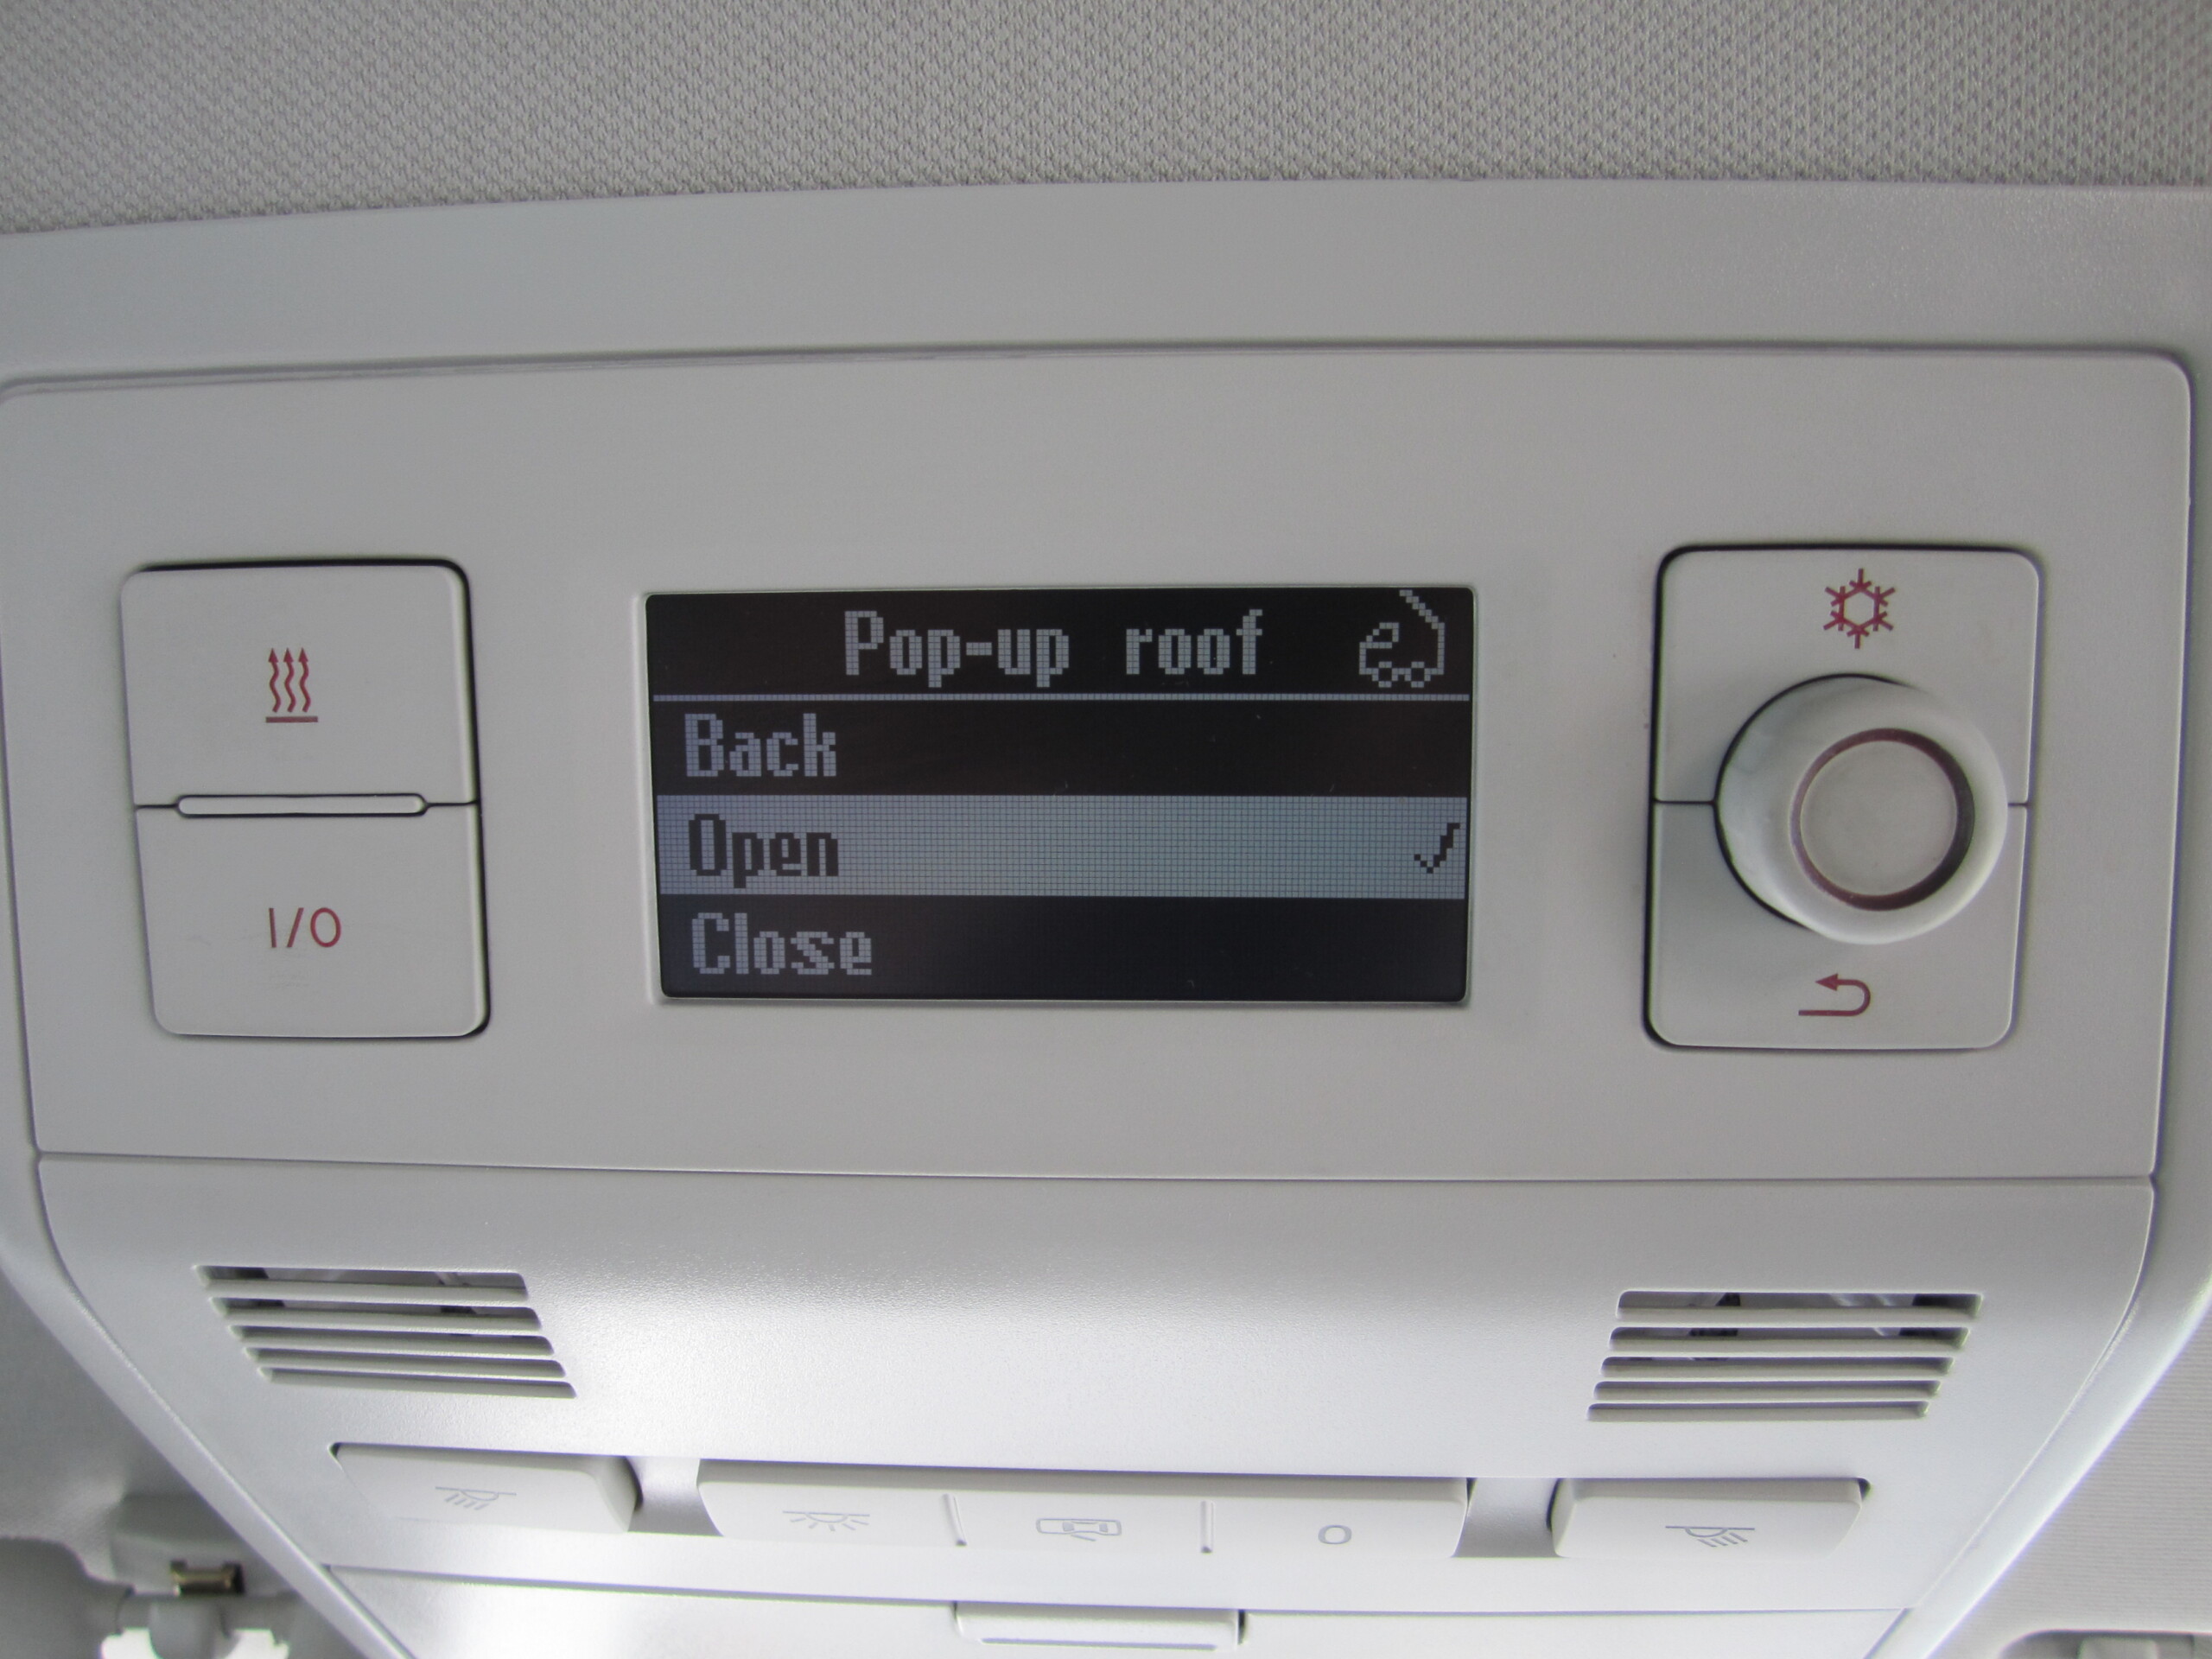 Pop-up roof
Back
Open
Close
I/O
O